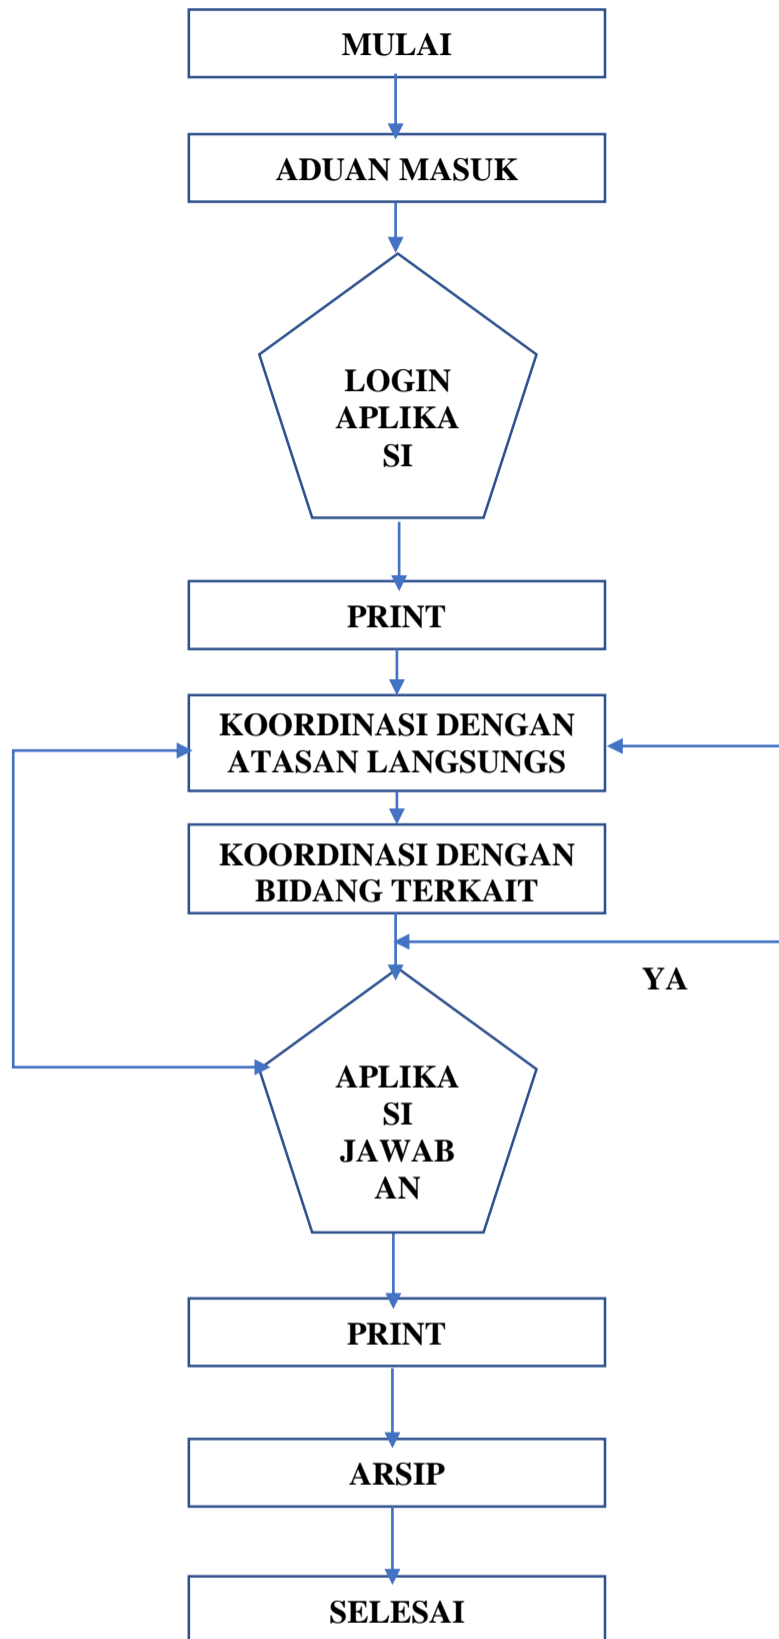 MULAI
ADUAN MASUK
LOGIN
APLIKA
SI
PRINT
KOORDINASI DENGAN
ATASAN LANGSUNGS
KOORDINASI DENGAN
BIDANG TERKAIT
YA
APLIKA
SI
JAWAB
AN
PRINT
ARSIP
SELESAI